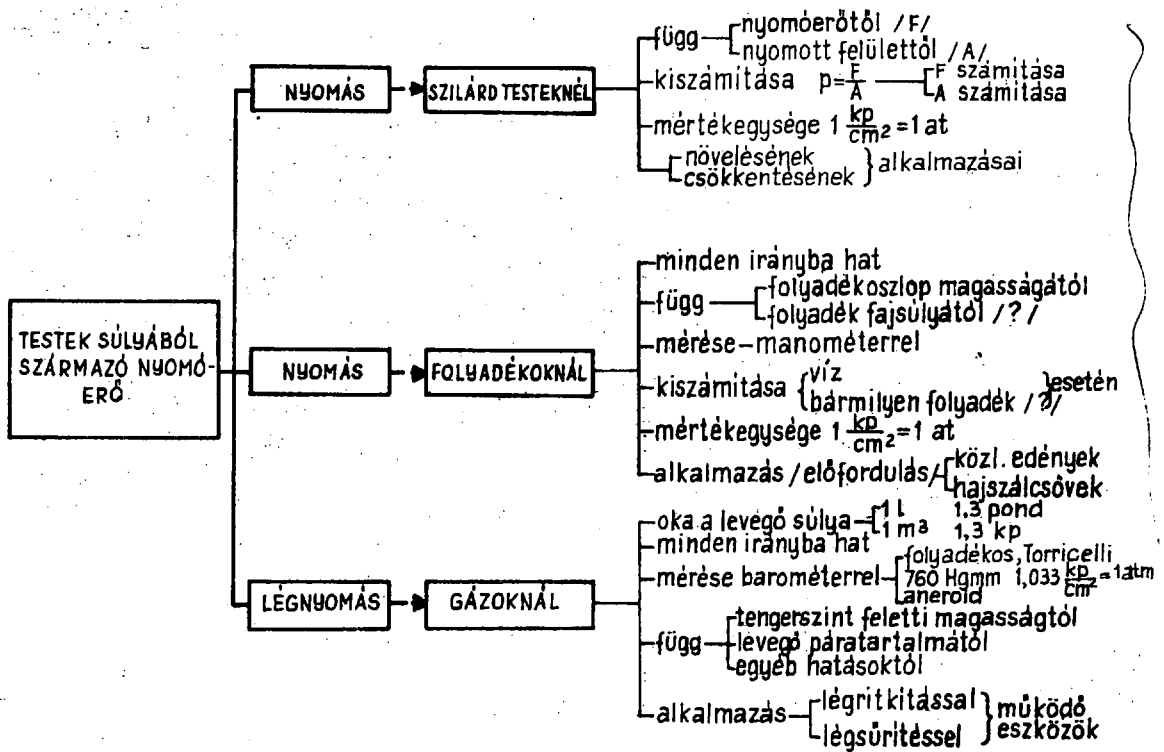 TESTEK SÚLYÁBÓL
SZÁRMAZÓ NYOMÓ-
ERŐ
NYOMÁS
SZILÁRD TESTEKNÉL
függ
nyomóerőtől /F/
nyomott felülettől /A/
kiszámítása p=F/A
F számítása
A számítása
mértékegysége 1 kp/cm²=1 at
növelésének
csökkentésének
alkalmazásai
NYOMÁS
FOLYADÉKOKNÁL
minden irányba hat
függ
folyadékoszlop magasságától
folyadék fajsúlyától /?/
mérése-manométerrel
kiszámítása
víz
bármilyen folyadék /?/
esetén
mértékegysége 1 kp/cm²=1 at
alkalmazás /előfordulás/
közl. edények
hajszálcsövek
LÉGNYOMÁS
GÁZOKNÁL
oka a levegő súlya
1 l 1,3 pond
1 m³ 1,3 kp
minden irányba hat
mérése barométerrel
folyadékos, Torricelli
760 Hgmm 1,033 kp/cm²=1atm
aneroid
függ
tengerszint feletti magasságtól
levegő páratartalmától
egyéb hatásoktól
alkalmazás
légritkitással
légsűritéssel
működő
eszközök